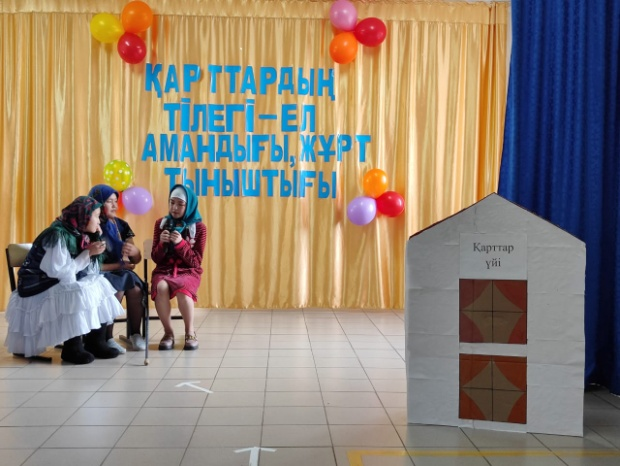 ҚАРТТАРДЫҢ
ТІЛЕГІ–ЕЛ
АМАНДЫҒЫ, ЖҰРТ
ТЫНЫШТЫҒЫ
Қарттар
үйі